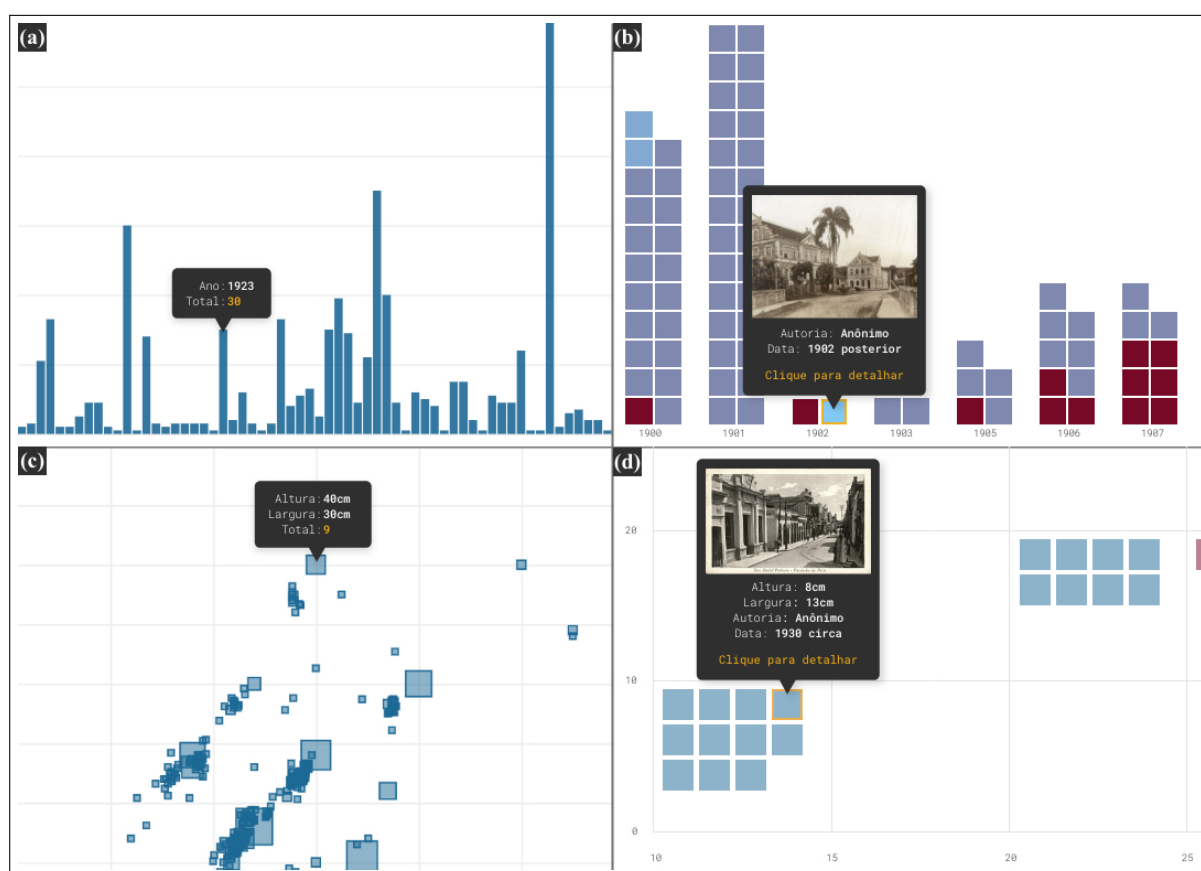 (a)
Ano: 1923
Total: 30
(b)
Autoria: Anônimo
Data: 1902 posterior
Clique para detalhar
1900 1901 1902 1903 1905 1906 1907
(c)
Altura: 40cm
Largura: 30cm
Total: 9
(d)
Altura: 8cm
Largura: 13cm
Autoria: Anônimo
Data: 1930 circa
Clique para detalhar
20
10
0
10 15 20 25